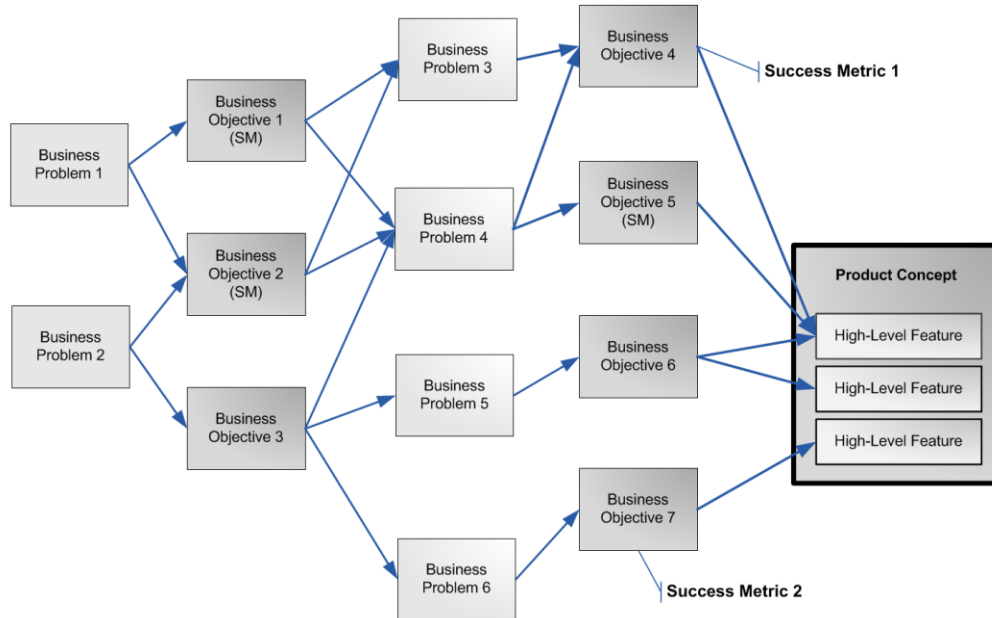 Business
Problem 1
Business
Problem 2
Business
Objective 1
(SM)
Business
Objective 2
(SM)
Business
Objective 3
Business
Problem 3
Business
Problem 4
Business
Problem 5
Business
Problem 6
Business
Objective 4
Business
Objective 5
(SM)
Business
Objective 6
Business
Objective 7
Success Metric 1
Success Metric 2
Product Concept
High-Level Feature
High-Level Feature
High-Level Feature